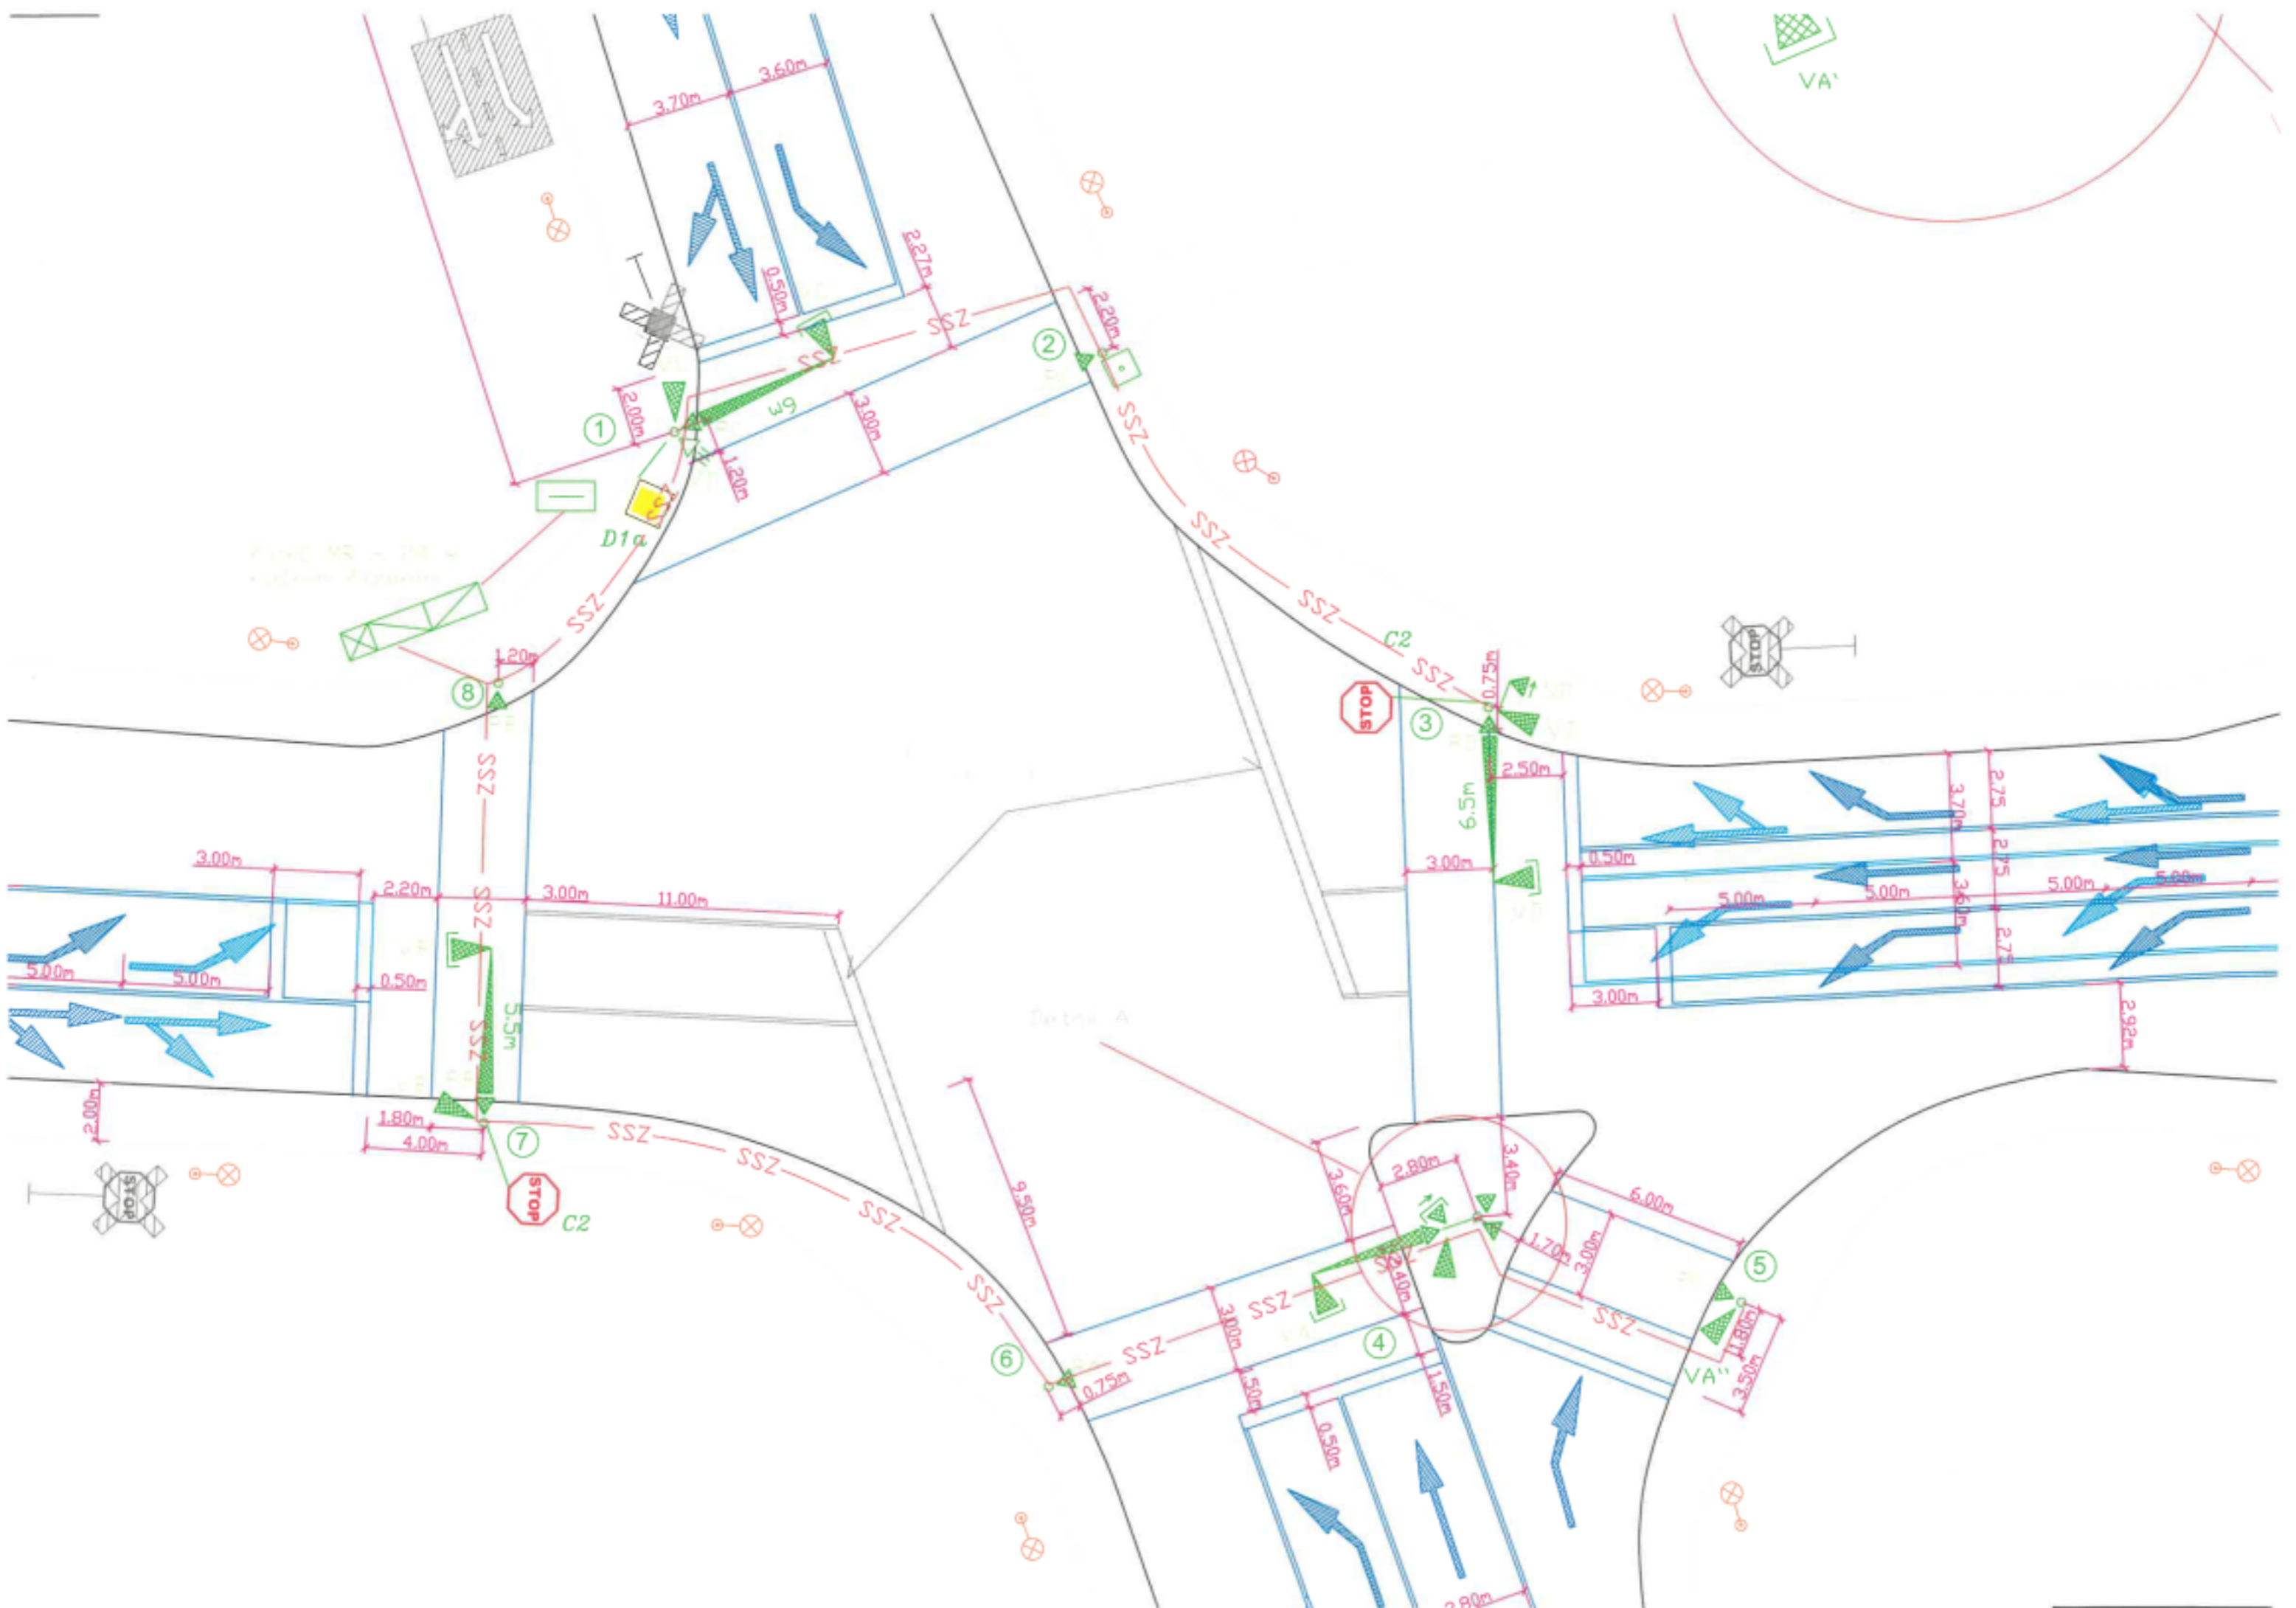 VA'
3.60m
3.70m
2.27m
0.50m
SSZ
2.20m
2
SSZ
w9
2.00m
1
3.00m
1.20m
SSZ
SSZ
D1a
SSZ
SSZ
SSZ
C2
STOP
1.20m
8
SSZ
0.75m
STOP
3
2.50m
6.5m
SSZ
3.70m
2.75
2.75
3.00m
2.20m
3.00m
11.00m
SSZ
3.00m
0.50m
5.00m
5.00m
5.00m
5.00m
3.60m
2.75
5.00m
5.00m
0.50m
5.5m
SSZ
3.00m
2.92m
2.00m
1.80m
4.00m
7
SSZ
SSZ
STOP
STOP
C2
SSZ
9.50m
3.60m
2.80m
3.40m
6.00m
1.70m
3.00m
5
SSZ
3.00m
SSZ
SSZ
1.80m
6
SSZ
4
VA''
3.50m
0.75m
1.50m
1.50m
0.50m
2.80m